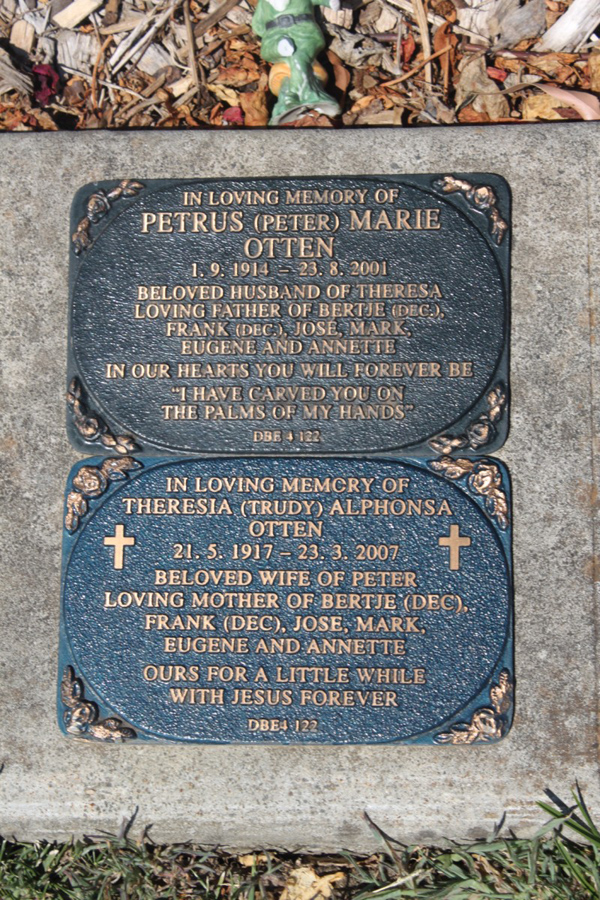 IN LOVING MEMORY OF
PETRUS (PETER) MARIE
OTTEN
1. 9. 1914 – 23. 8. 2001
BELOVED HUSBAND OF THERESA
LOVING FATHER OF BERTJE (DEC.),
FRANK (DEC.), JOSÉ, MARK,
EUGENE AND ANNETTE
IN OUR HEARTS YOU WILL FOREVER BE
“I HAVE CARVED YOU ON
THE PALMS OF MY HANDS”
DBE 4 122
IN LOVING MEMORY OF
THERESIA (TRUDY) ALPHONSA
OTTEN
21. 5. 1917 – 23. 3. 2007
BELOVED WIFE OF PETER
LOVING MOTHER OF BERTJE (DEC),
FRANK (DEC), JOSE, MARK,
EUGENE AND ANNETTE
OURS FOR A LITTLE WHILE
WITH JESUS FOREVER
DBE4-122